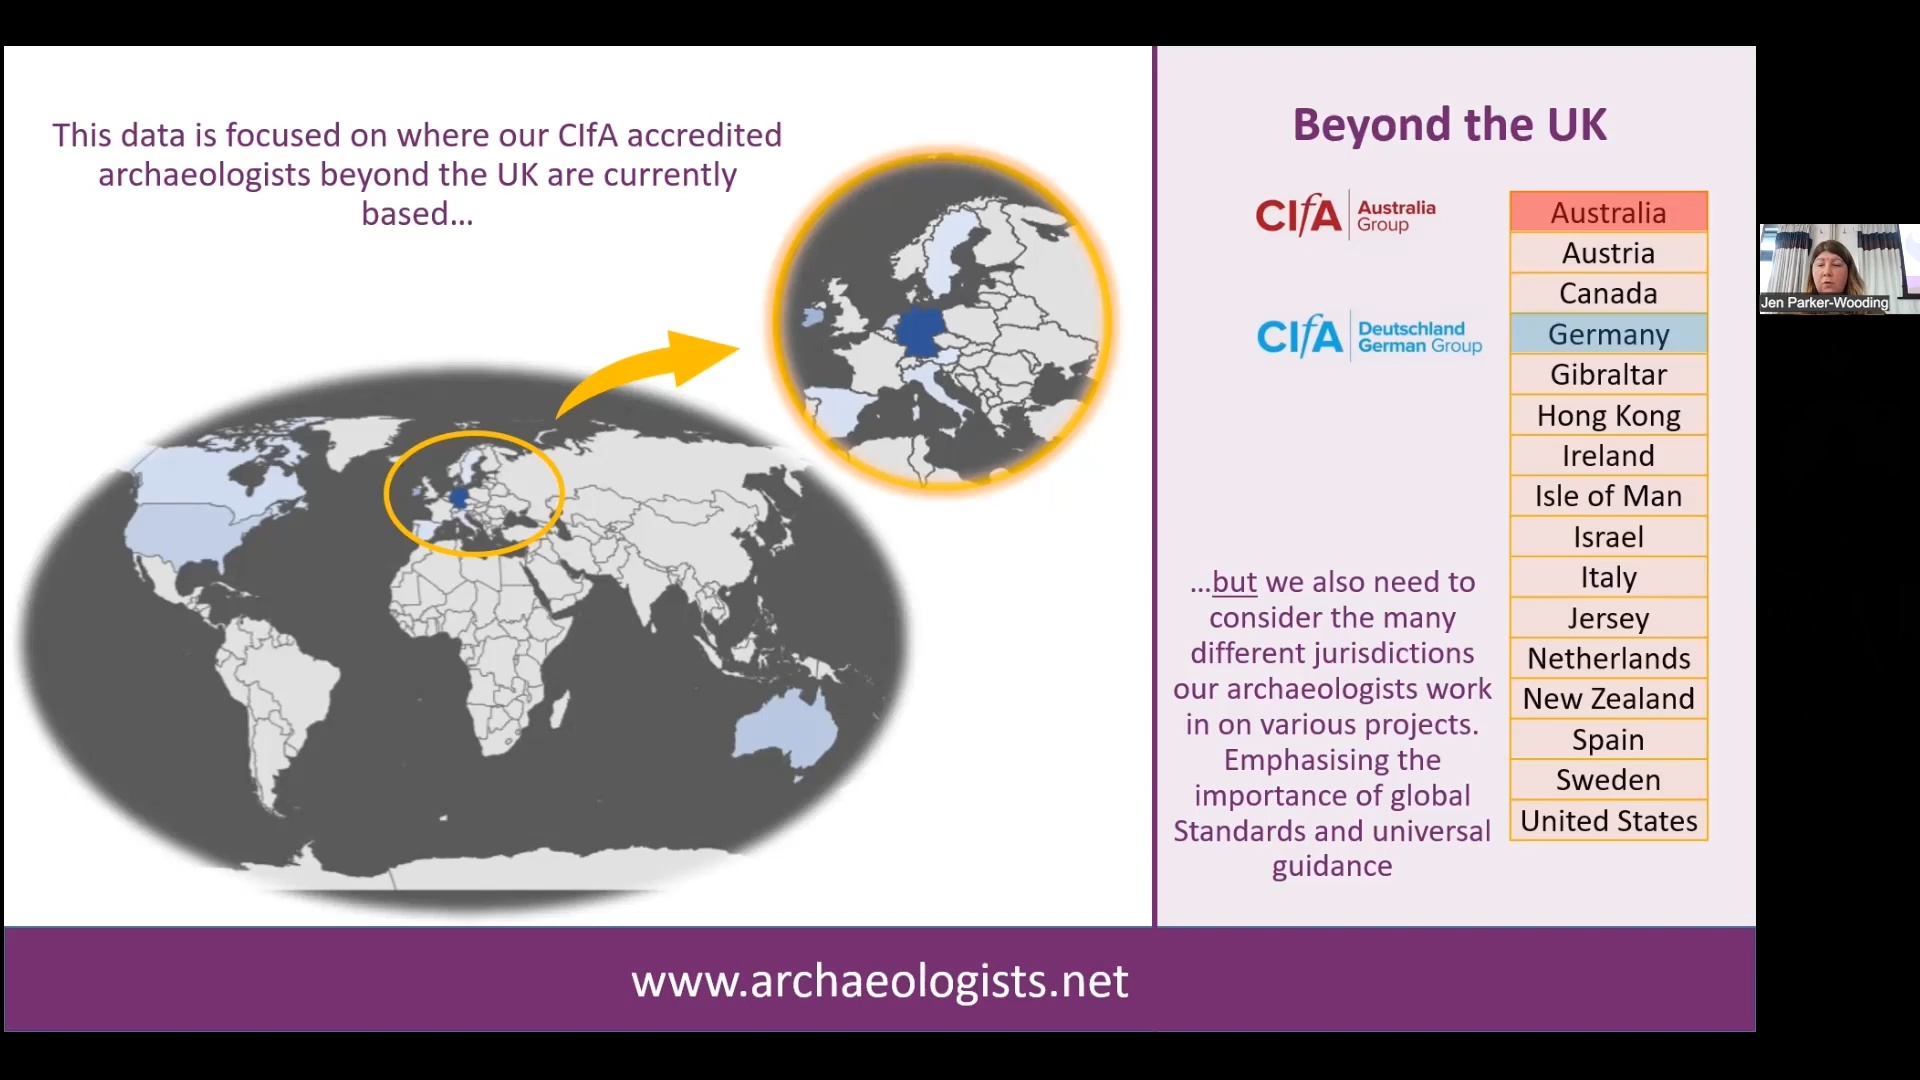 This data is focused on where our CIfA accredited
archaeologists beyond the UK are currently
based...
Beyond the UK
CIfA Australia
Group
CIfA Deutschland
German Group
Australia
Austria
Canada
Germany
Gibraltar
Hong Kong
Ireland
Isle of Man
Israel
Italy
Jersey
Netherlands
New Zealand
Spain
Sweden
United States
...but we also need to
consider the many
different jurisdictions
our archaeologists work
in on various projects.
Emphasising the
importance of global
Standards and universal
guidance
Jen Parker-Wooding
www.archaeologists.net